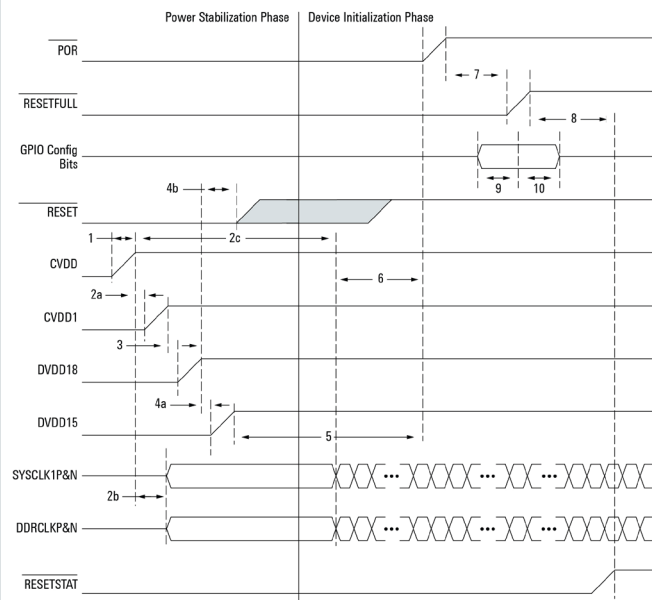 Power Stabilization Phase
Device Initialization Phase
POR
7
RESETFULL
8
GPIO Config
Bits
9
10
4b
RESET
1
2c
CVDD
6
2a
CVDD1
3
DVDD18
4a
DVDD15
5
SYSCLK1P&N
2b
DDRCLKP&N
RESETSTAT